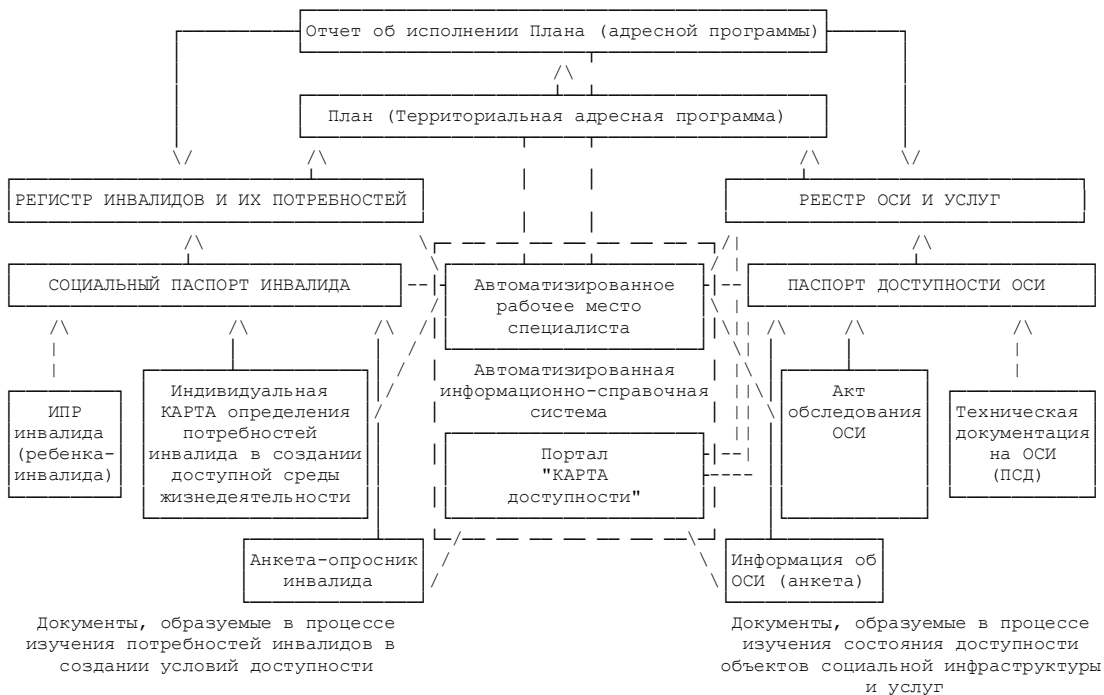 Отчет об исполнении Плана (адресной программы)
План (Территориальная адресная программа)
РЕГИСТР ИНВАЛИДОВ И ИХ ПОТРЕБНОСТЕЙ
РЕЕСТР ОСИ И УСЛУГ
СОЦИАЛЬНЫЙ ПАСПОРТ ИНВАЛИДА
Автоматизированное
рабочее место
специалиста
ПАСПОРТ ДОСТУПНОСТИ ОСИ
Автоматизированная
информационно-справочная
система
ИПР
инвалида
(ребенка-
инвалида)
Индивидуальная
КАРТА определения
потребностей
инвалида в создании
доступной среды
жизнедеятельности
Портал
"КАРТА
доступности"
Акт
обследования
ОСИ
Техническая
документация
на ОСИ
(ПСД)
Анкета-опросник
инвалида
Информация об
ОСИ (анкета)
Документы, образуемые в процессе
изучения потребностей инвалидов в
создании условий доступности
Документы, образуемые в процессе
изучения состояния доступности
объектов социальной инфраструктуры
и услуг